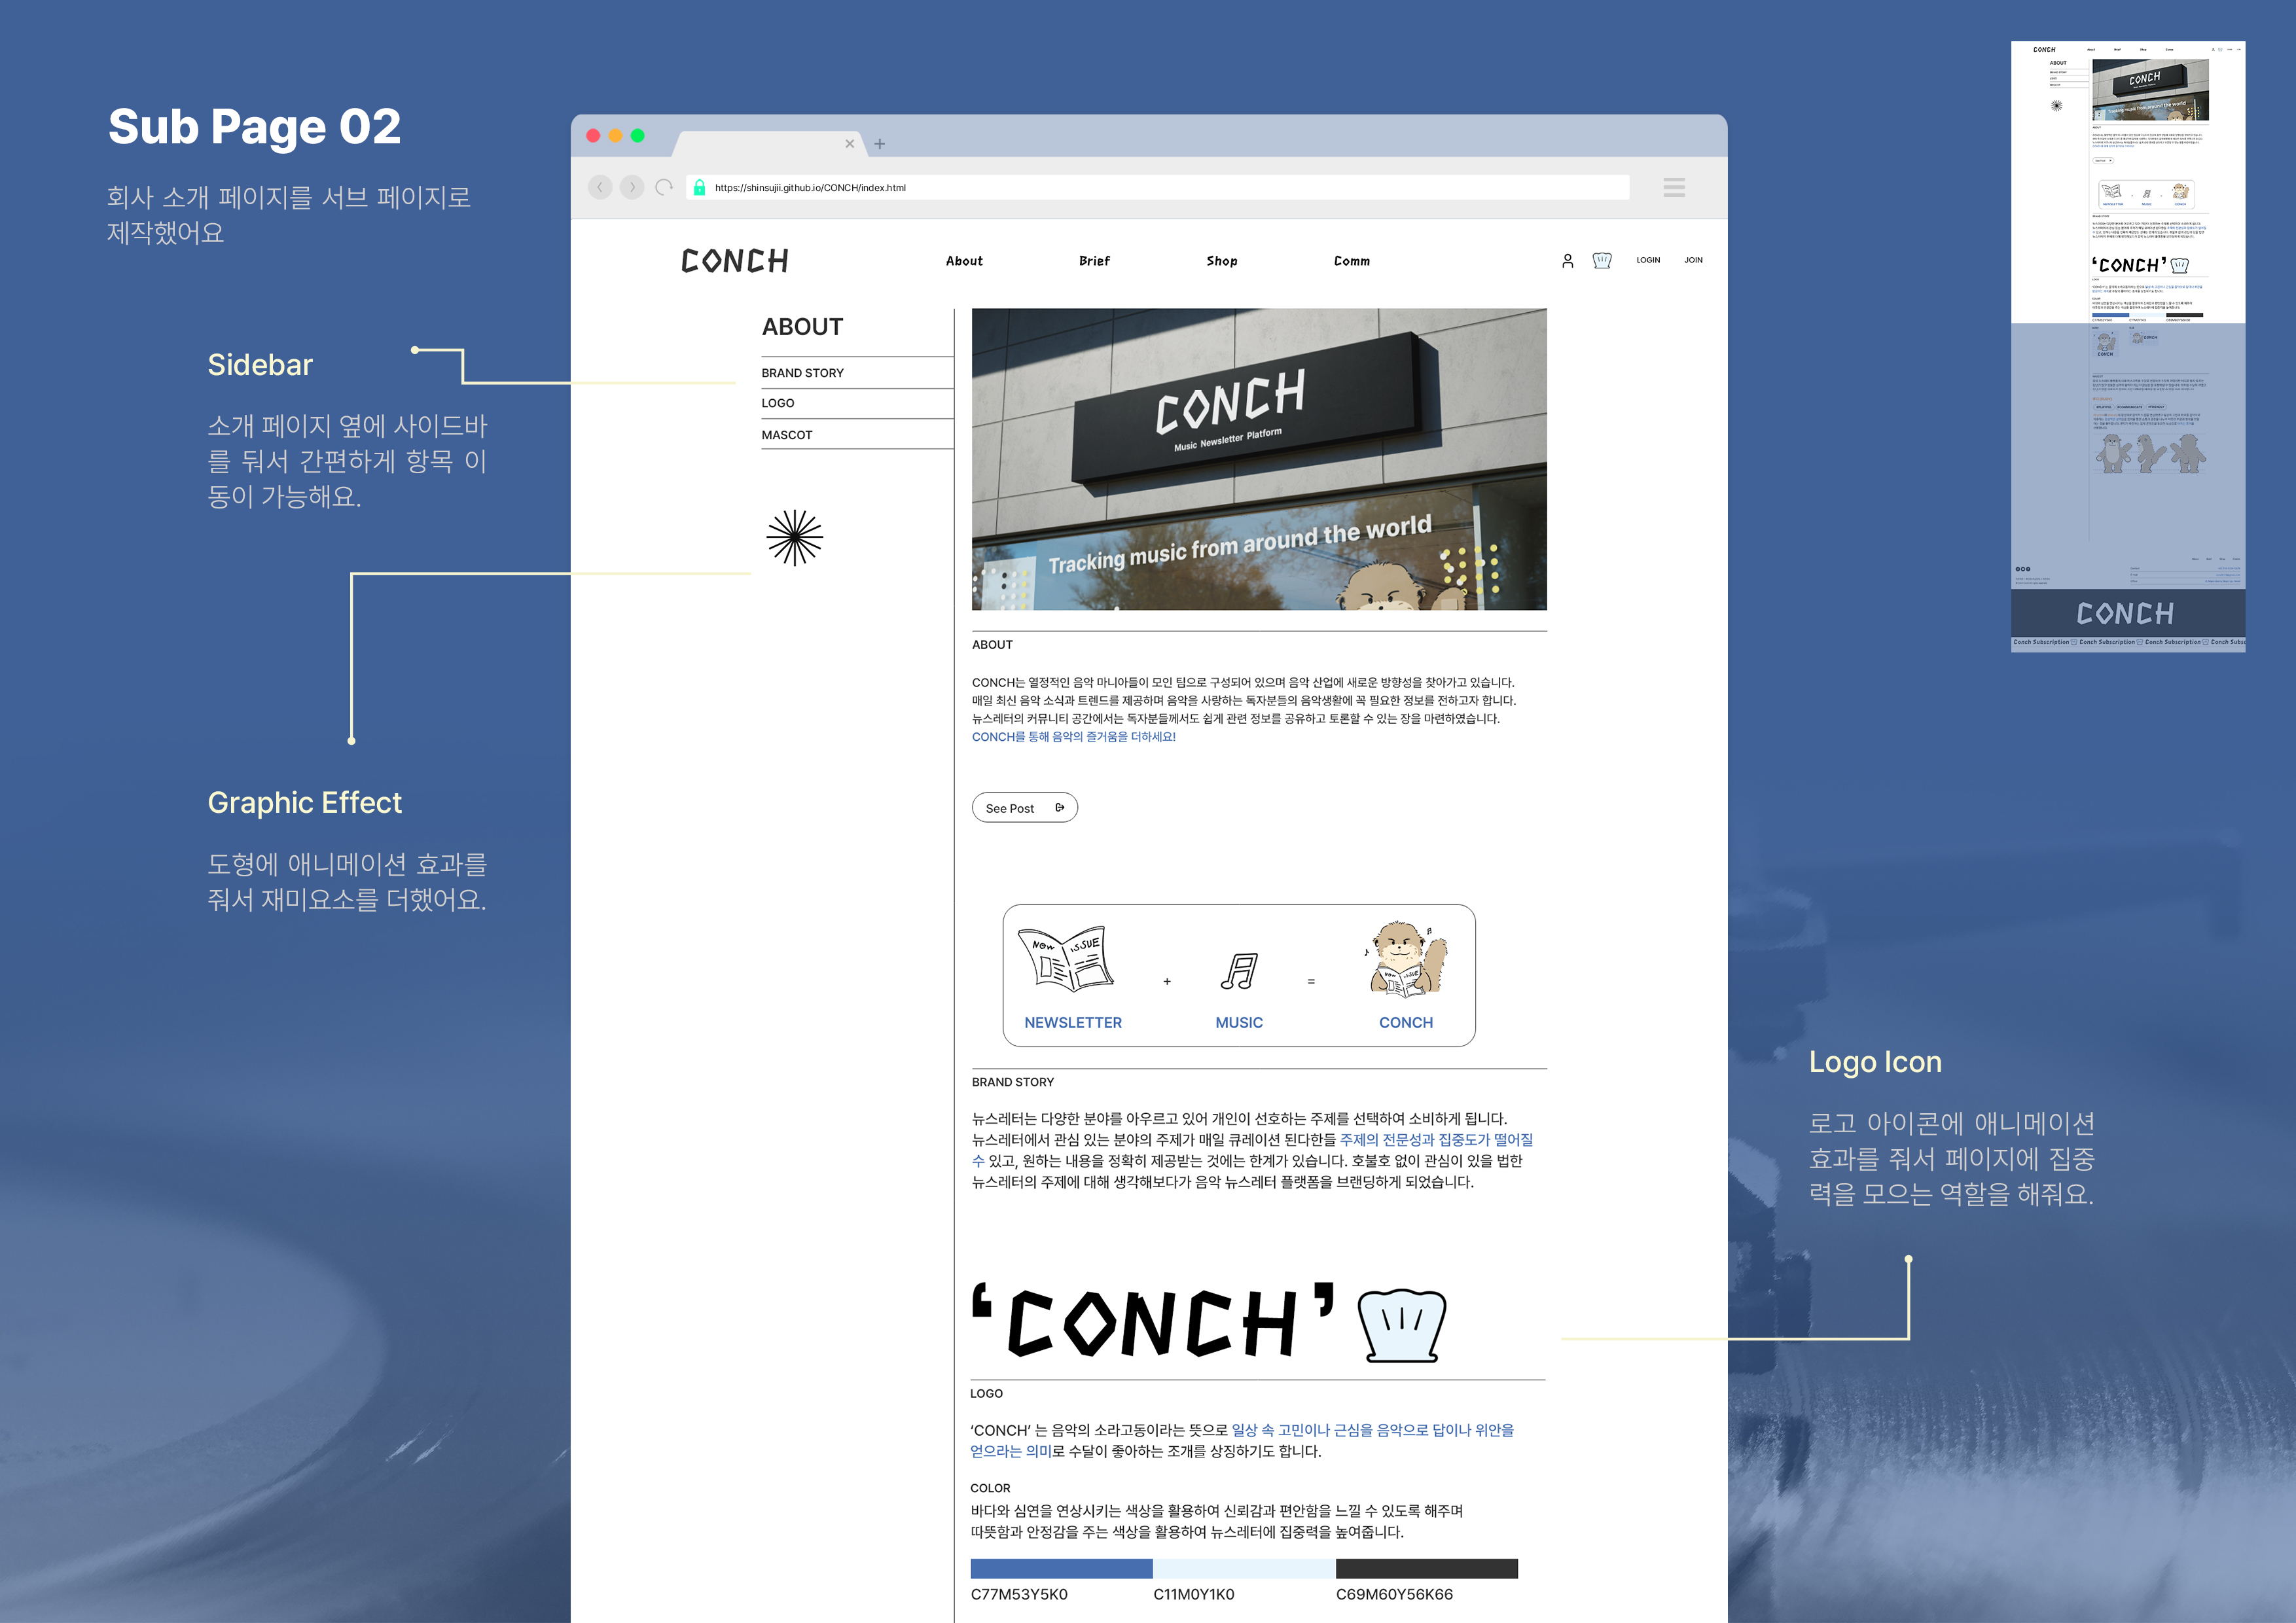 Sub Page 02
회사 소개 페이지를 서브 페이지로
제작했어요
Sidebar
소개 페이지 옆에 사이드바
를 둬서 간편하게 항목 이
동이 가능해요.
Graphic Effect
도형에 애니메이션 효과를
줘서 재미요소를 더했어요.
https://shinsujii.github.io/CONCH/index.html
CONCH
About
Brief
Shop
Comm
LOGIN
JOIN
ABOUT
BRAND STORY
LOGO
MASCOT
CONCH
Music Newsletter Platform
Tracking music from around the world
ABOUT
CONCH는 열정적인 음악 마니아들이 모인 팀으로 구성되어 있으며 음악 산업에 새로운 방향성을 찾아가고 있습니다.
매일 최신 음악 소식과 트렌드를 제공하며 음악을 사랑하는 독자분들의 음악생활에 꼭 필요한 정보를 전하고자 합니다.
뉴스레터의 커뮤니티 공간에서는 독자분들께서도 쉽게 관련 정보를 공유하고 토론할 수 있는 장을 마련하였습니다.
CONCH를 통해 음악의 즐거움을 더하세요!
See Post
NOW ISSUE
+
=
NOW ISSUE
NEWSLETTER
MUSIC
CONCH
BRAND STORY
뉴스레터는 다양한 분야를 아우르고 있어 개인이 선호하는 주제를 선택하여 소비하게 됩니다.
뉴스레터에서 관심 있는 분야의 주제가 매일 큐레이션 된다한들 주제의 전문성과 집중도가 떨어질
수 있고, 원하는 내용을 정확히 제공받는 것에는 한계가 있습니다. 호불호 없이 관심이 있을 법한
뉴스레터의 주제에 대해 생각해보다가 음악 뉴스레터 플랫폼을 브랜딩하게 되었습니다.
‘CONCH’
LOGO
‘CONCH’ 는 음악의 소라고동이라는 뜻으로 일상 속 고민이나 근심을 음악으로 답이나 위안을
얻으라는 의미로 수달이 좋아하는 조개를 상징하기도 합니다.
COLOR
바다와 심연을 연상시키는 색상을 활용하여 신뢰감과 편안함을 느낄 수 있도록 해주며
따뜻함과 안정감을 주는 색상을 활용하여 뉴스레터에 집중력을 높여줍니다.
C77M53Y5K0
C11M0Y1K0
C69M60Y56K66
Logo Icon
로고 아이콘에 애니메이션
효과를 줘서 페이지에 집중
력을 모으는 역할을 해줘요.
CONCH
ABOUT
CONCH
Tracking music from around the world
NEWSLETTER
MUSIC
CONCH
‘CONCH’
CONCH
Conch Subscription
Conch Subscription
Conch Subscription